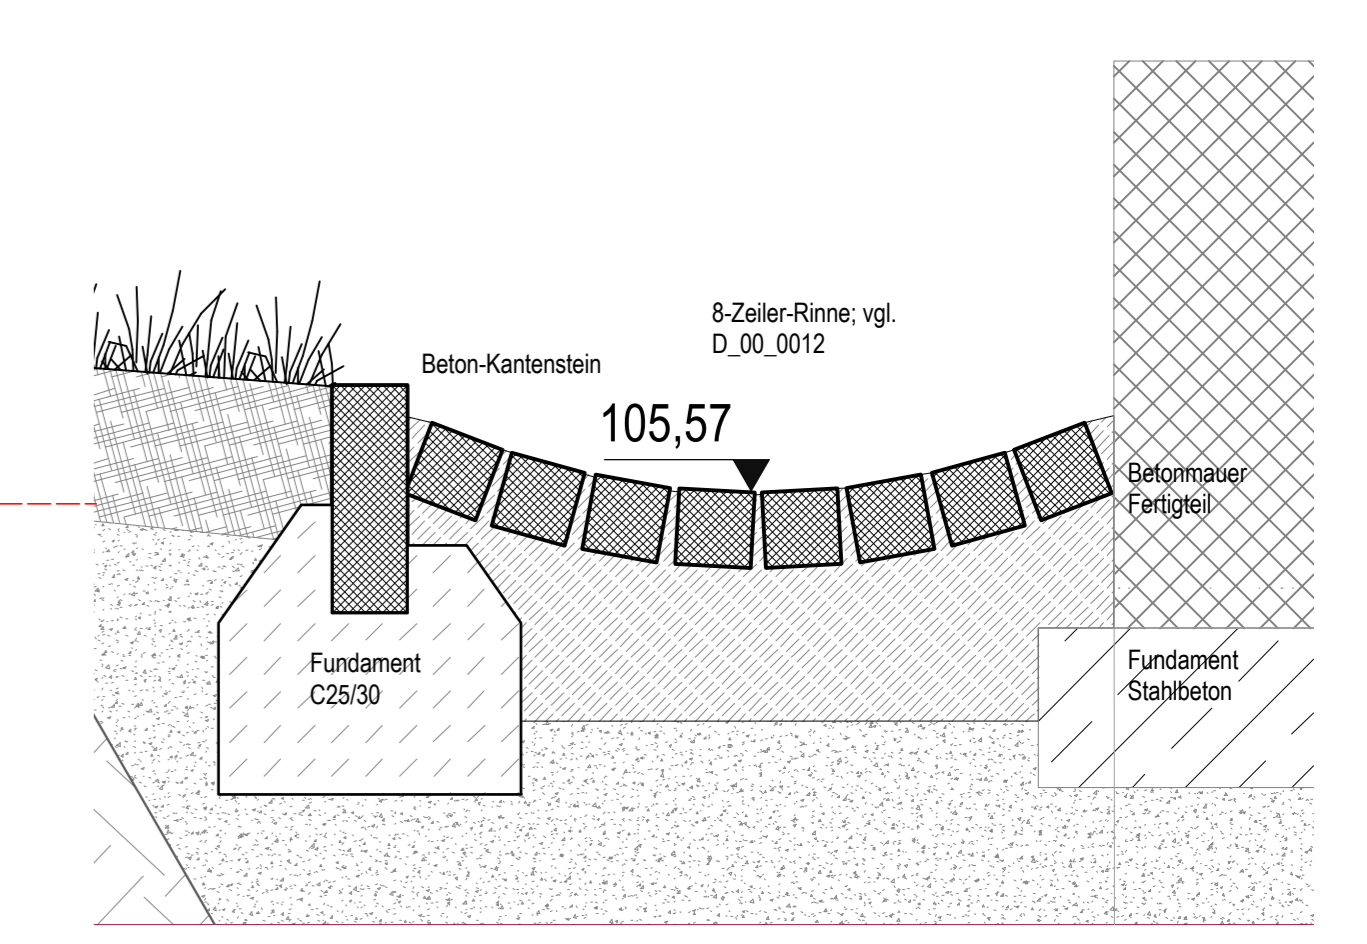 8-Zeiler-Rinne; vgl.
D_00_0012
Beton-Kantenstein
105,57
Betonmauer
Fertigteil
Fundament
C25/30
Fundament
Stahlbeton